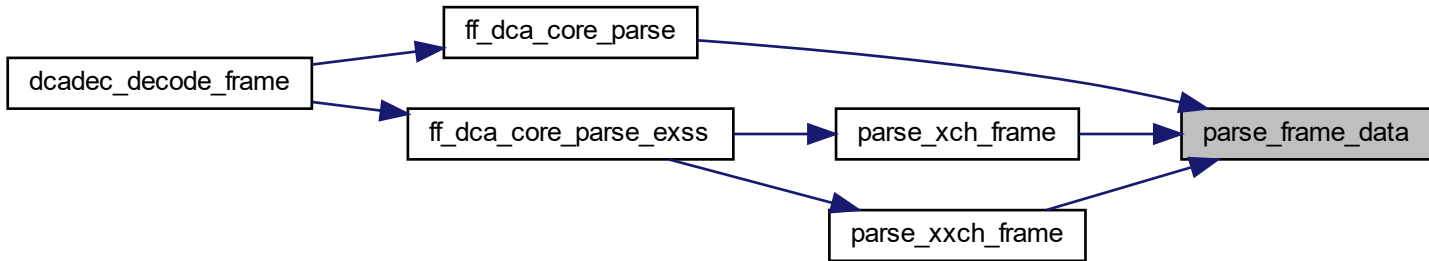 ff_dca_core_parse
dcadec_decode_frame
ff_dca_core_parse_exss
parse_xch_frame
parse_frame_data
parse_xxch_frame